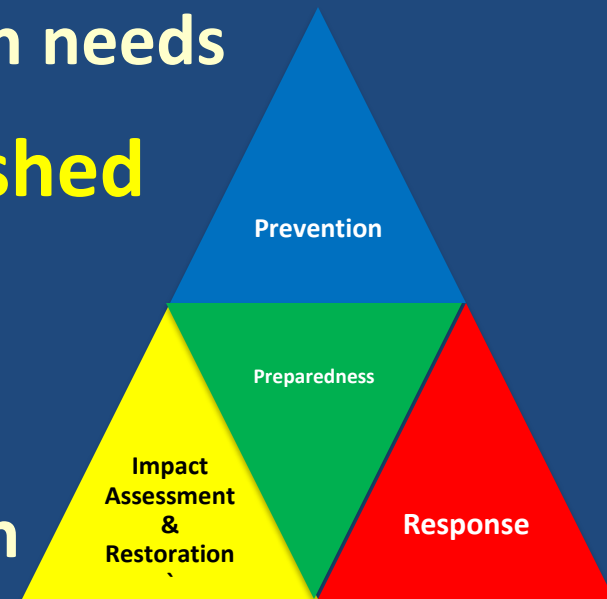 n needs
shed
Prevention
Preparedness
Impact
Assessment
&
Restoration
`
n
Response